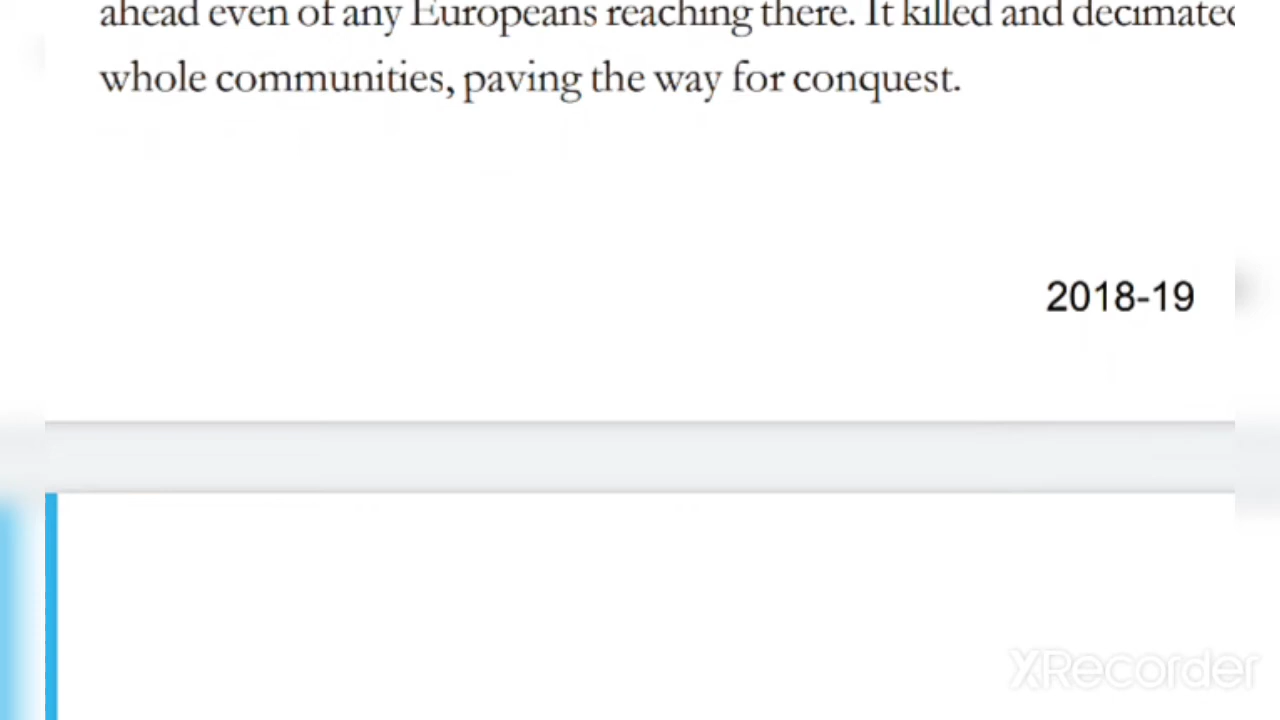 ahead even of any Europeans reaching there. It killed and decimated
whole communities, paving the way for conquest.
2018-19
XRecorder